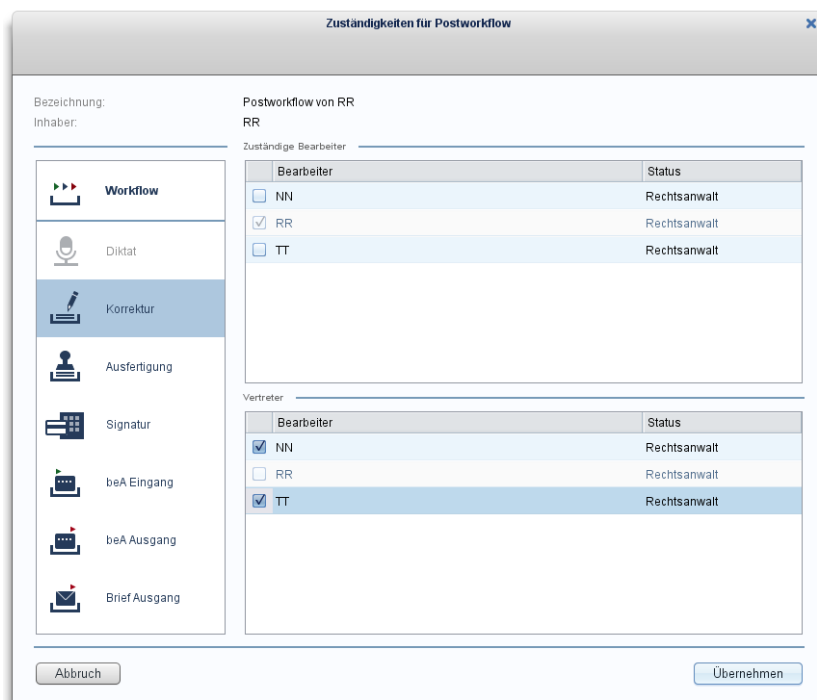 Zuständigkeiten für Postworkflow
Bezeichnung: Postworkflow von RR
Inhaber: RR
Workflow
Diktat
Korrektur
Ausfertigung
Signatur
beA Eingang
beA Ausgang
Brief Ausgang
Zuständige Bearbeiter
Bearbeiter Status
NN Rechtsanwalt
RR Rechtsanwalt
TT Rechtsanwalt
Vertreter
Bearbeiter Status
NN Rechtsanwalt
RR Rechtsanwalt
TT Rechtsanwalt
Abbruch Übernehmen